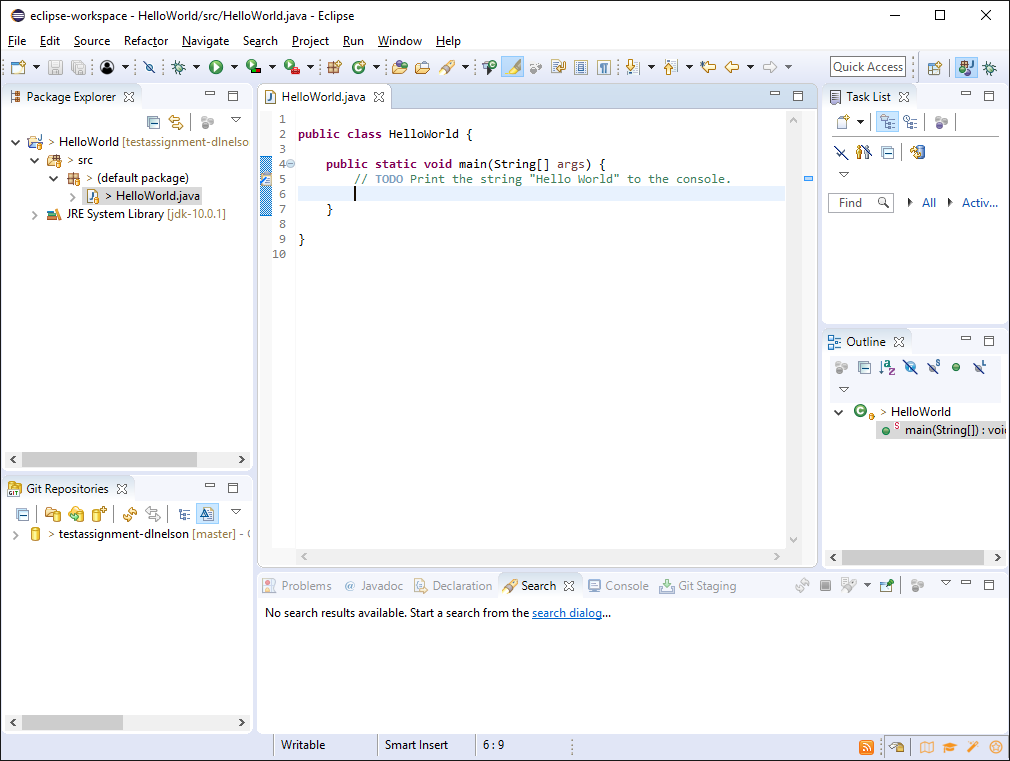 eclipse-workspace - HelloWorld/src/HelloWorld.java - Eclipse
File Edit Source Refactor Navigate Search Project Run Window Help
Quick Access
Package Explorer
> HelloWorld [testassignment-dlnelso
> src
> (default package)
> HelloWorld.java
JRE System Library [jdk-10.0.1]
HelloWorld.java
1
2 public class HelloWorld {
3
4 public static void main(String[] args) {
5 // TODO Print the string "Hello World" to the console.
6
7 }
8
9 }
10
Task List
Find All Activ...
Outline
> HelloWorld
main(String[]) : voi
Git Repositories
> testassignment-dlnelson [master] -
Problems Javadoc Declaration Search Console Git Staging
No search results available. Start a search from the search dialog...
Writable Smart Insert 6 : 9